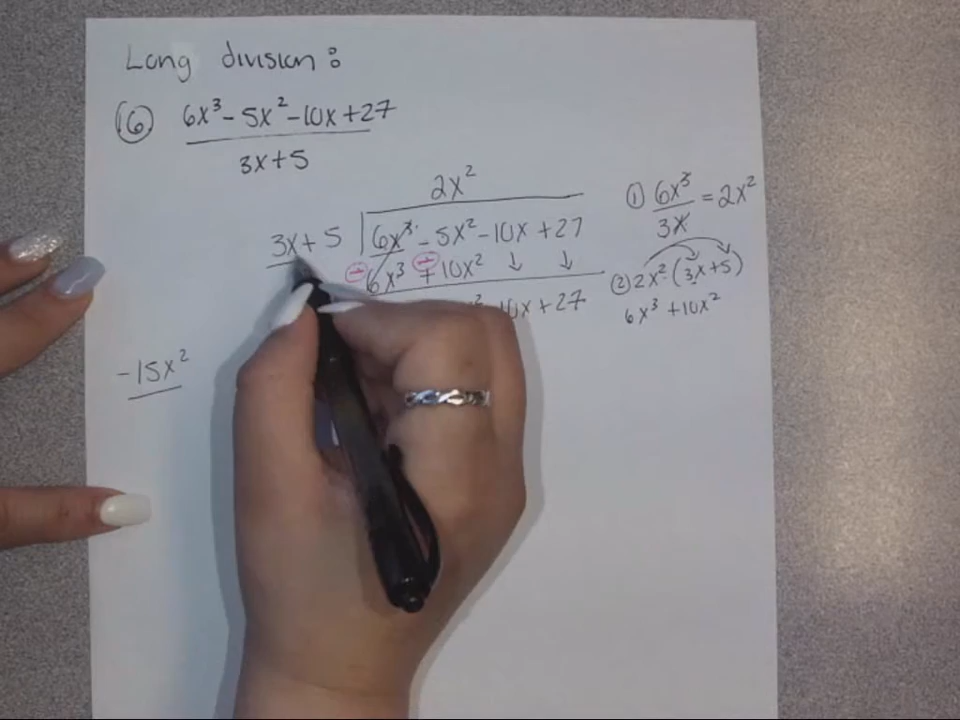 Long division:
(16) 6x³ - 5x² - 10x + 27
3x + 5
2x²
3x + 5 6x³ - 5x² - 10x + 27
6x³ + 10x² ↓ ↓
10x + 27
① 6x³ / 3x = 2x²
② 2x² · (3x + 5)
6x³ + 10x²
-15x²